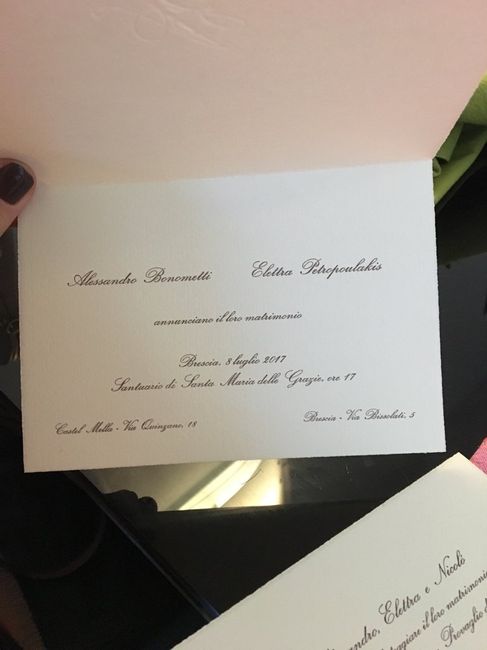 Alessandro Bonometti Elettra Petropoulakis
annunciano il loro matrimonio
Brescia, 8 luglio 2017
Santuario di Santa Maria delle Grazie, ore 17
Castel Mella - Via Quinzano, 18 Brescia - Via Bissolati, 5
Elettra e Nicolò
il loro matrimonio
Provaglio